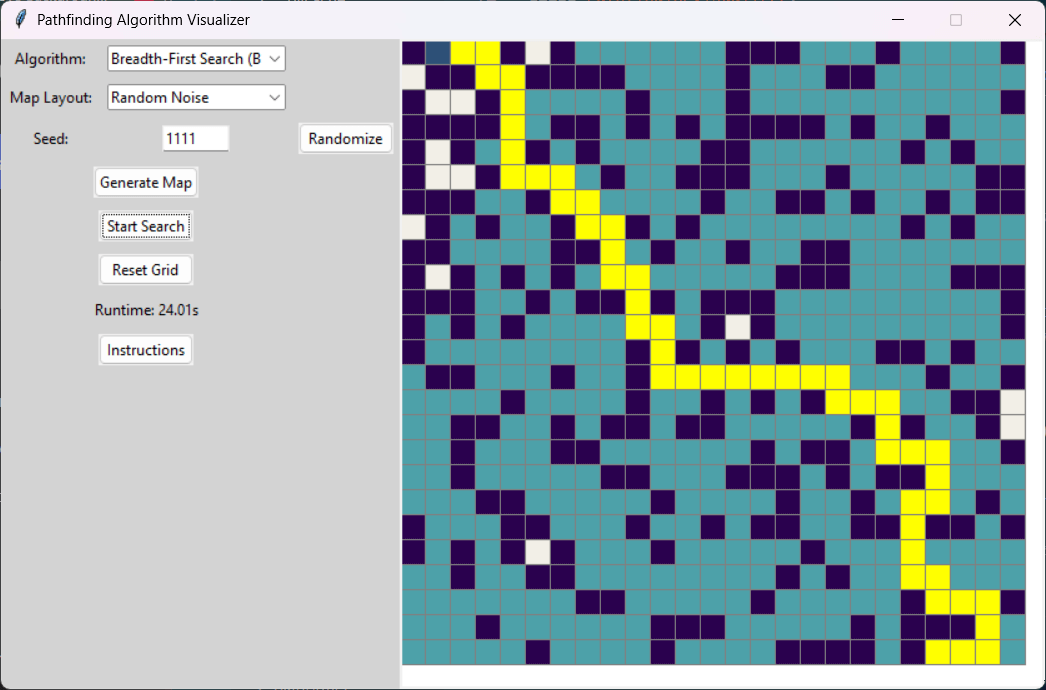 Pathfinding Algorithm Visualizer
Algorithm: Breadth-First Search (B
Map Layout: Random Noise
Seed: 1111 Randomize
Generate Map
Start Search
Reset Grid
Runtime: 24.01s
Instructions